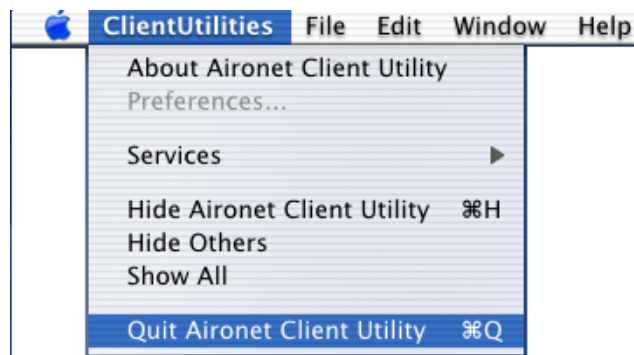 ClientUtilities File Edit Window Help
About Aironet Client Utility
Preferences...
Services
Hide Aironet Client Utility ⌘H
Hide Others
Show All
Quit Aironet Client Utility ⌘Q